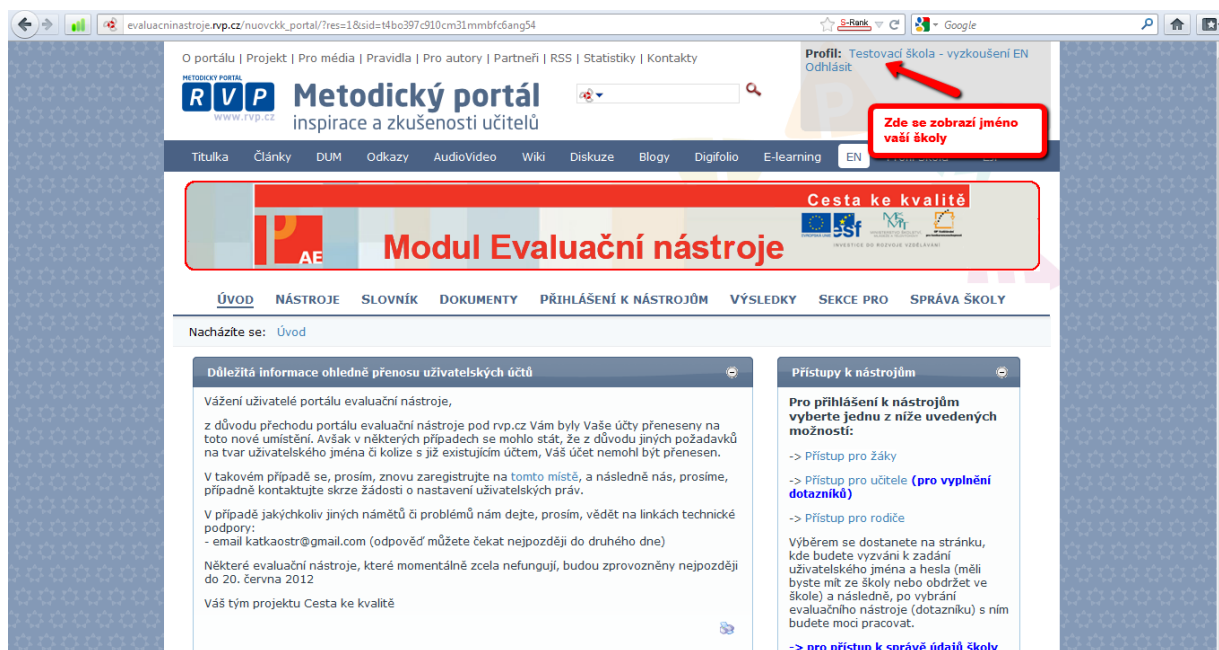 evaluacninastroje.rvp.cz/nuovckk_portal/?res=1&sid=t4bo397c910cm31mmbfc6ang54
S-Rank
Google
O portálu | Projekt | Pro média | Pravidla | Pro autory | Partneři | RSS | Statistiky | Kontakty
Profil: Testovací škola - vyzkoušení EN
Odhlásit
METODICKÝ PORTÁL
RVP
www.rvp.cz
Metodický portál
inspirace a zkušenosti učitelů
Zde se zobrazí jméno
vaší školy
Titulka Články DUM Odkazy AudioVideo Wiki Diskuze Blogy Digifolio E-learning EN
Cesta ke kvalitě
AE
Modul Evaluační nástroje
esf
INVESTICE DO ROZVOJE VZDĚLÁVÁNÍ
ÚVOD NÁSTROJE SLOVNÍK DOKUMENTY PŘIHLÁŠENÍ K NÁSTROJŮM VÝSLEDKY SEKCE PRO SPRÁVA ŠKOLY
Nacházíte se: Úvod
Důležitá informace ohledně přenosu uživatelských účtů
Vážení uživatelé portálu evaluační nástroje,
z důvodu přechodu portálu evaluační nástroje pod rvp.cz Vám byly Vaše účty přeneseny na
toto nové umístění. Avšak v některých případech se mohlo stát, že z důvodu jiných požadavků
na tvar uživatelského jména či kolize s již existujícím účtem, Váš účet nemohl být přenesen.
V takovém případě se, prosím, znovu zaregistrujte na tomto místě, a následně nás, prosíme,
případně kontaktujte skrze žádosti o nastavení uživatelských práv.
V případě jakýchkoliv jiných námětů či problémů nám dejte, prosím, vědět na linkách technické
podpory:
- email katkaostr@gmail.com (odpověď můžete čekat nejpozději do druhého dne)
Některé evaluační nástroje, které momentálně zcela nefungují, budou zprovozněny nejpozději
do 20. června 2012
Váš tým projektu Cesta ke kvalitě
Přístupy k nástrojům
Pro přihlášení k nástrojům
vyberte jednu z níže uvedených
možností:
-> Přístup pro žáky
-> Přístup pro učitele (pro vyplnění
dotazníků)
-> Přístup pro rodiče
Výběrem se dostanete na stránku,
kde budete vyzváni k zadání
uživatelského jména a hesla (měli
byste mít ze školy nebo obdržet ve
škole) a následně, po vybrání
evaluačního nástroje (dotazníku) s ním
budete moci pracovat.
-> pro přístup k správě údajů školy